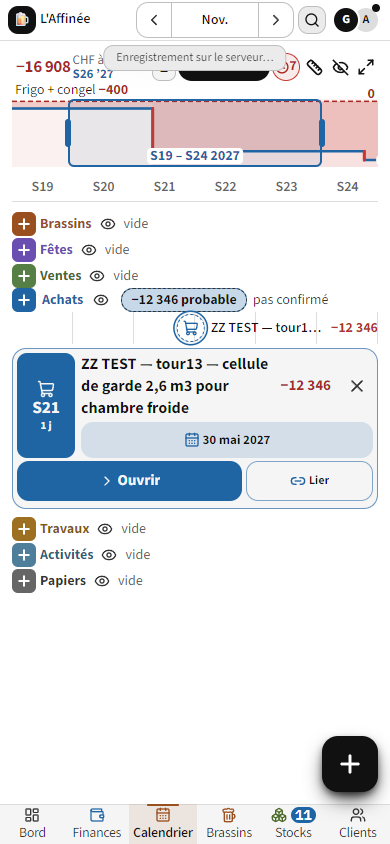 L'Affinée
Nov.
G
A
Enregistrement sur le serveur…
−16 908
CHF à
S26 '27
7
Frigo + congel −400
0
S19 – S24 2027
S19 S20 S21 S22 S23 S24
Brassins vide
Fêtes vide
Ventes vide
Achats −12 346 probable pas confirmé
ZZ TEST — tour1… −12 346
S21
1 j
ZZ TEST — tour13 — cellule
de garde 2,6 m3 pour
chambre froide
−12 346
30 mai 2027
Ouvrir
Lier
Travaux vide
Activités vide
Papiers vide
Bord Finances Calendrier Brassins Stocks 11 Clients